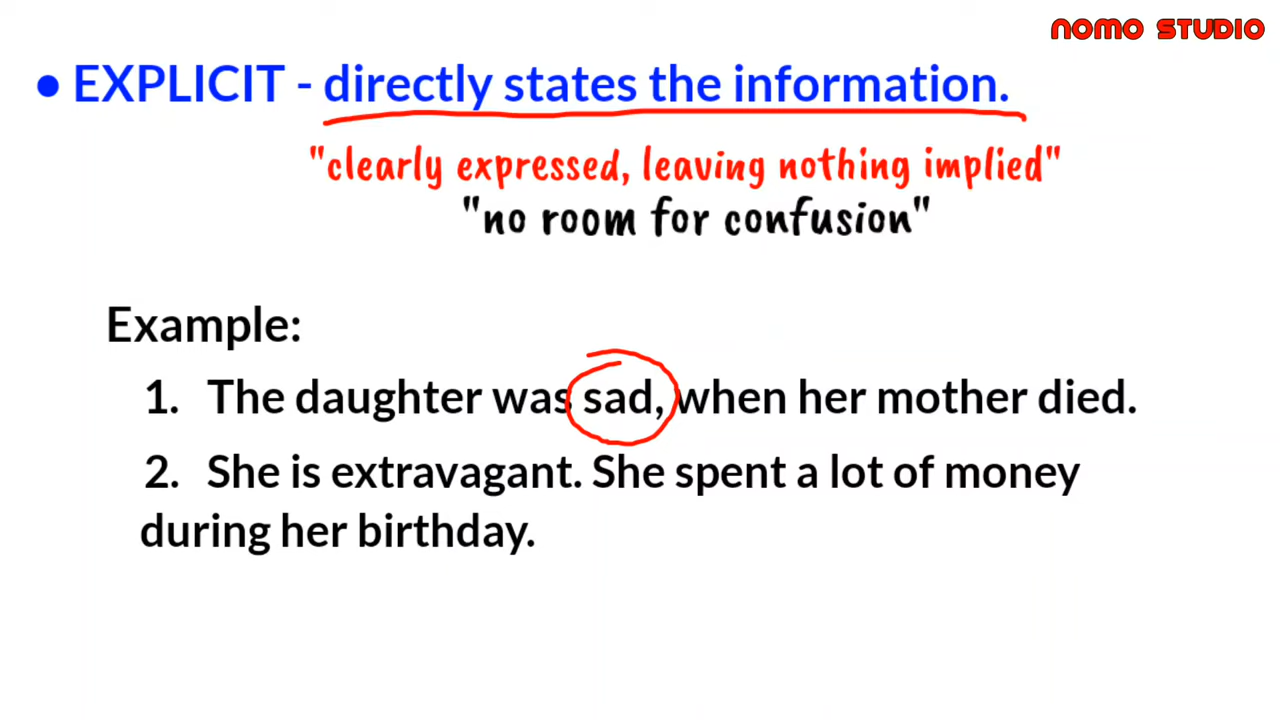 NOMO STUDIO
• EXPLICIT - directly states the information.
"clearly expressed, leaving nothing implied"
"no room for confusion"
Example:
1. The daughter was sad, when her mother died.
2. She is extravagant. She spent a lot of money
during her birthday.